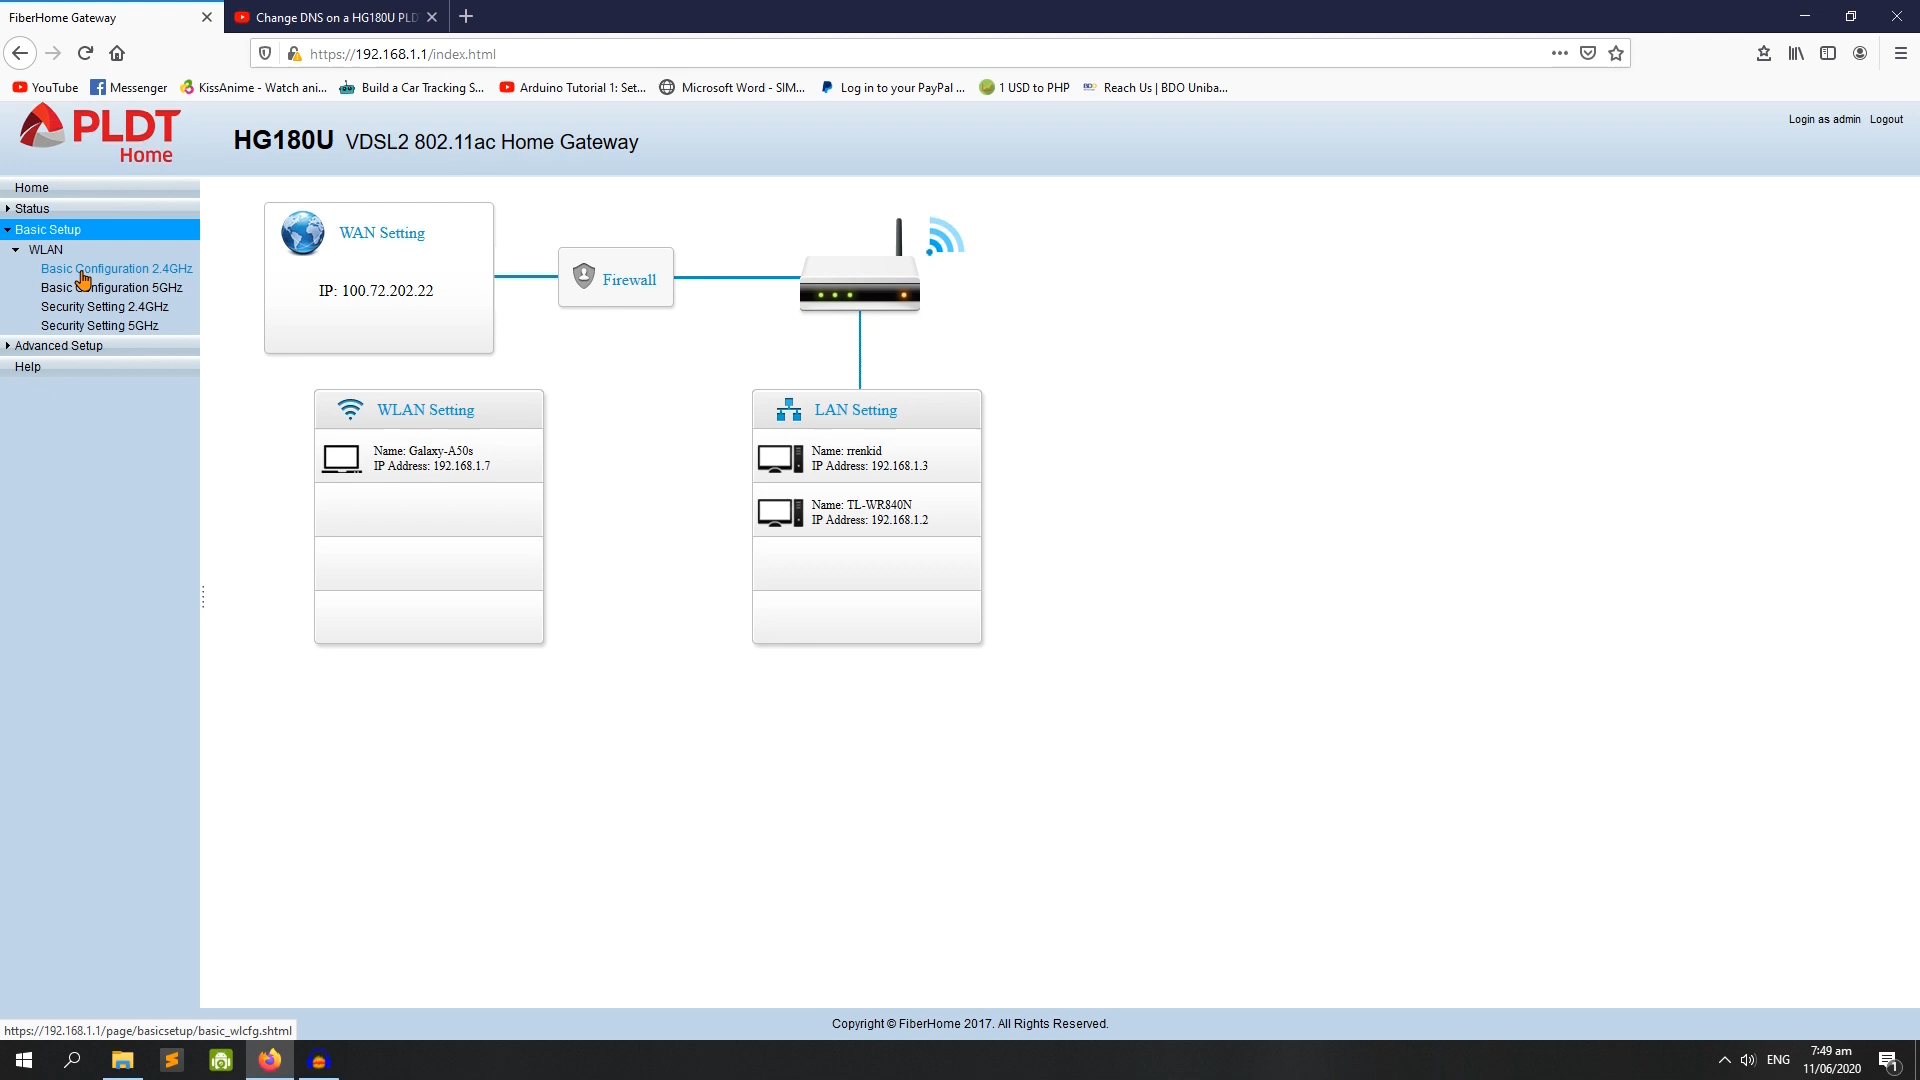 FiberHome Gateway
Change DNS on a HG180U PLD
https://192.168.1.1/index.html
YouTube
Messenger
KissAnime - Watch ani...
Build a Car Tracking S...
Arduino Tutorial 1: Set...
Microsoft Word - SIM...
Log in to your PayPal ...
1 USD to PHP
BDO
Reach Us | BDO Uniba...
PLDT
Home
HG180U VDSL2 802.11ac Home Gateway
Login as admin Logout
Home
Status
Basic Setup
WLAN
Basic Configuration 2.4GHz
Basic Configuration 5GHz
Security Setting 2.4GHz
Security Setting 5GHz
Advanced Setup
Help
WAN Setting
IP: 100.72.202.22
Firewall
WLAN Setting
Name: Galaxy-A50s
IP Address: 192.168.1.7
LAN Setting
Name: rrenkid
IP Address: 192.168.1.3
Name: TL-WR840N
IP Address: 192.168.1.2
https://192.168.1.1/page/basicsetup/basic_wlcfg.shtml
Copyright © FiberHome 2017. All Rights Reserved.
ENG
7:49 am
11/06/2020
1